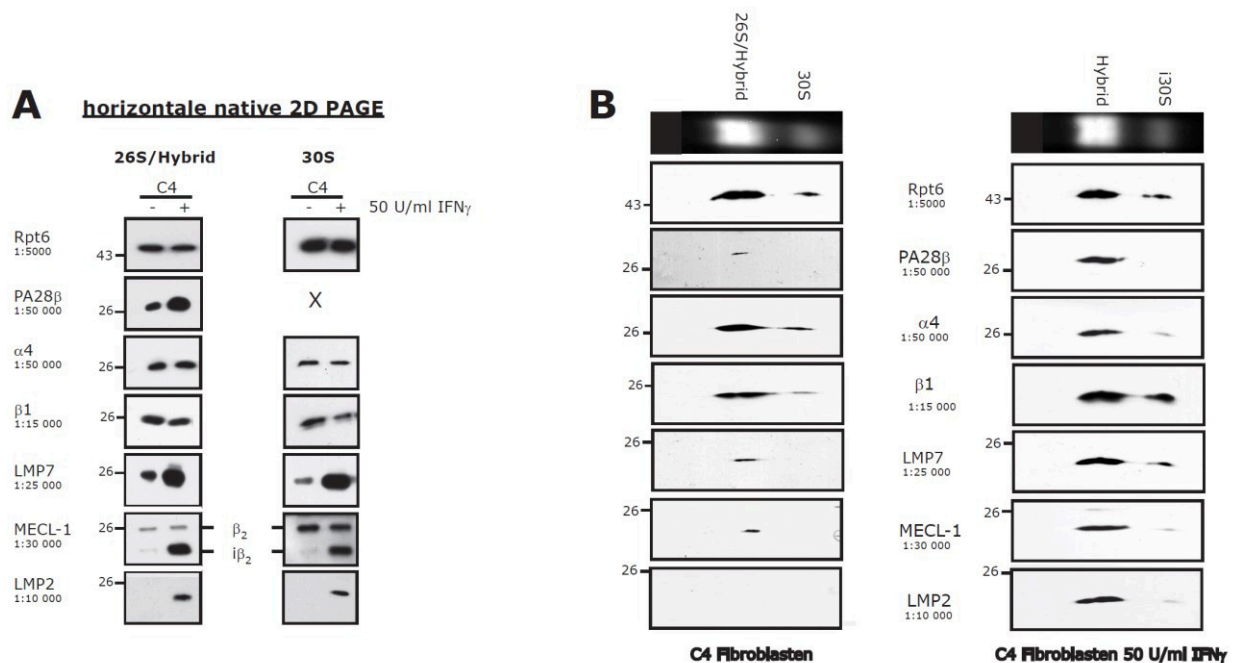 A
horizontale native 2D PAGE
26S/Hybrid
30S
C4
C4
- +
- +
50 U/ml IFNγ
Rpt6
1:5000
43
PA28β
1:50 000
26
X
α4
1:50 000
26
β1
1:15 000
26
LMP7
1:25 000
26
MECL-1
1:30 000
26
β₂
iβ₂
LMP2
1:10 000
26
B
26S/Hybrid
30S
Hybrid
i30S
43
Rpt6
1:5000
43
26
PA28β
1:50 000
26
26
α4
1:50 000
26
26
β1
1:15 000
26
26
LMP7
1:25 000
26
26
MECL-1
1:30 000
26
26
LMP2
1:10 000
26
C4 Fibroblasten
C4 Fibroblasten 50 U/ml IFNγ